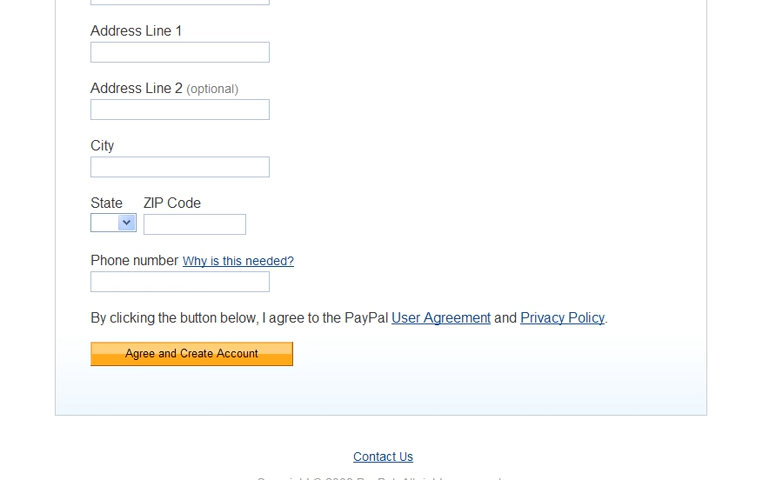 Address Line 1
Address Line 2 (optional)
City
State ZIP Code
Phone number Why is this needed?
By clicking the button below, I agree to the PayPal User Agreement and Privacy Policy.
Agree and Create Account
Contact Us